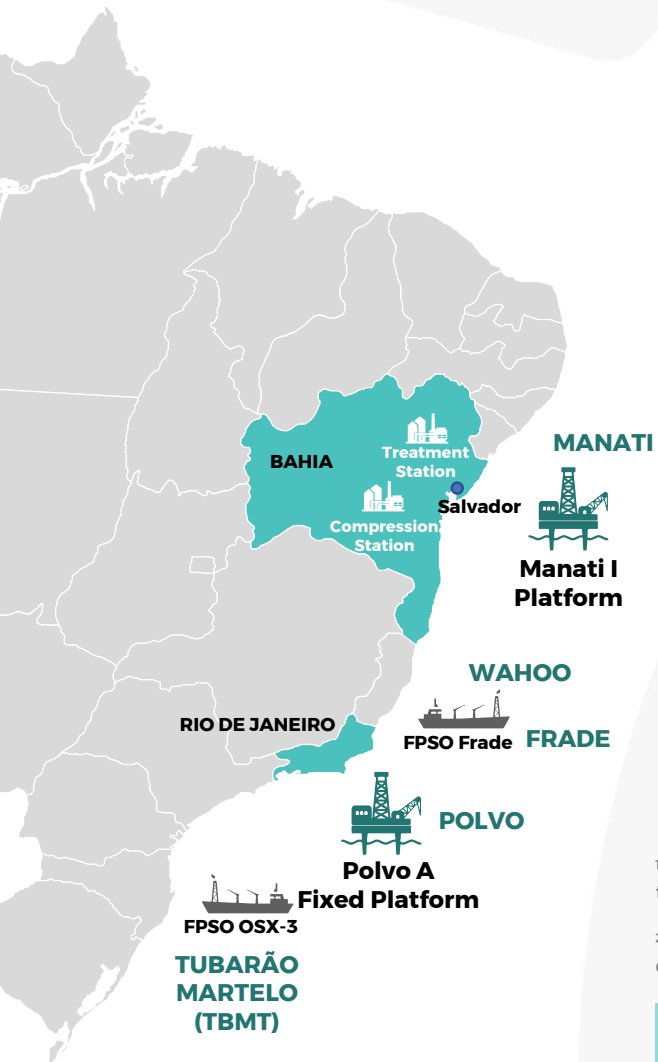 MANATI
BAHIA
Treatment
Station
Salvador
Compression
Station
Manati I
Platform
WAHOO
RIO DE JANEIRO
FPSO Frade
FRADE
POLVO
Polvo A
Fixed Platform
FPSO OSX-3
TUBARÃO
MARTELO
(TBMT)